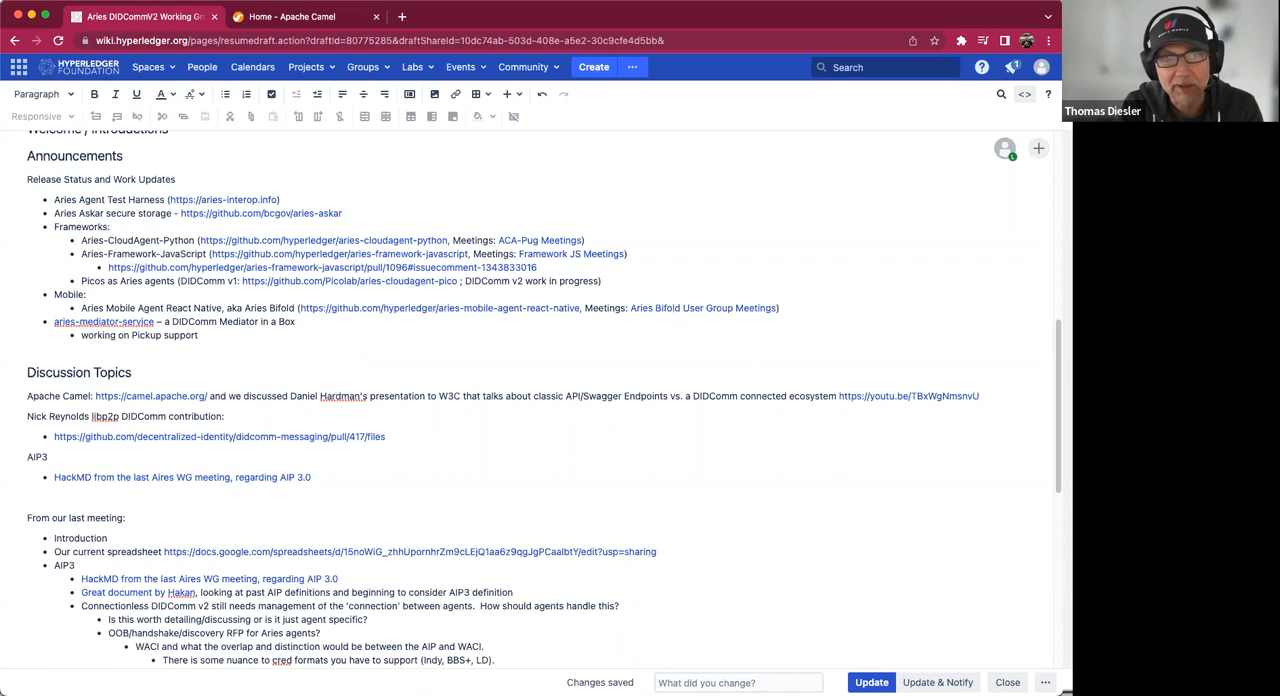 Aries DIDCommV2 Working Gr
Home - Apache Camel
wiki.hyperledger.org/pages/resumedraft.action?draftId=80775285&draftShareId=10dc74ab-503d-408e-a5e2-30c9cfe4d5bb&
HYPERLEDGER
FOUNDATION
Spaces People Calendars Projects Groups Labs Events Community Create ... Search
Paragraph
Responsive
Thomas Diesler
Welcome / Introductions
Announcements
Release Status and Work Updates
Aries Agent Test Harness (https://aries-interop.info)
Aries Askar secure storage - https://github.com/bcgov/aries-askar
Frameworks:
Aries-CloudAgent-Python (https://github.com/hyperledger/aries-cloudagent-python, Meetings: ACA-Pug Meetings)
Aries-Framework-JavaScript (https://github.com/hyperledger/aries-framework-javascript, Meetings: Framework JS Meetings)
https://github.com/hyperledger/aries-framework-javascript/pull/1096#issuecomment-1343833016
Picos as Aries agents (DIDComm v1: https://github.com/Picolab/aries-cloudagent-pico ; DIDComm v2 work in progress)
Mobile:
Aries Mobile Agent React Native, aka Aries Bifold (https://github.com/hyperledger/aries-mobile-agent-react-native, Meetings: Aries Bifold User Group Meetings)
aries-mediator-service – a DIDComm Mediator in a Box
working on Pickup support
Discussion Topics
Apache Camel: https://camel.apache.org/ and we discussed Daniel Hardman's presentation to W3C that talks about classic API/Swagger Endpoints vs. a DIDComm connected ecosystem https://youtu.be/TBxWgNmsnvU
Nick Reynolds libp2p DIDComm contribution:
https://github.com/decentralized-identity/didcomm-messaging/pull/417/files
AIP3
HackMD from the last Aires WG meeting, regarding AIP 3.0
From our last meeting:
Introduction
Our current spreadsheet https://docs.google.com/spreadsheets/d/15noWiG_zhhUpornhrZm9cLEjQ1aa6z9qgJgPCaaIbtY/edit?usp=sharing
AIP3
HackMD from the last Aires WG meeting, regarding AIP 3.0
Great document by Hakan, looking at past AIP definitions and beginning to consider AIP3 definition
Connectionless DIDComm v2 still needs management of the 'connection' between agents. How should agents handle this?
Is this worth detailing/discussing or is it just agent specific?
OOB/handshake/discovery RFP for Aries agents?
WACI and what the overlap and distinction would be between the AIP and WACI.
There is some nuance to cred formats you have to support (Indy, BBS+, LD).
Changes saved What did you change? Update Update & Notify Close ...